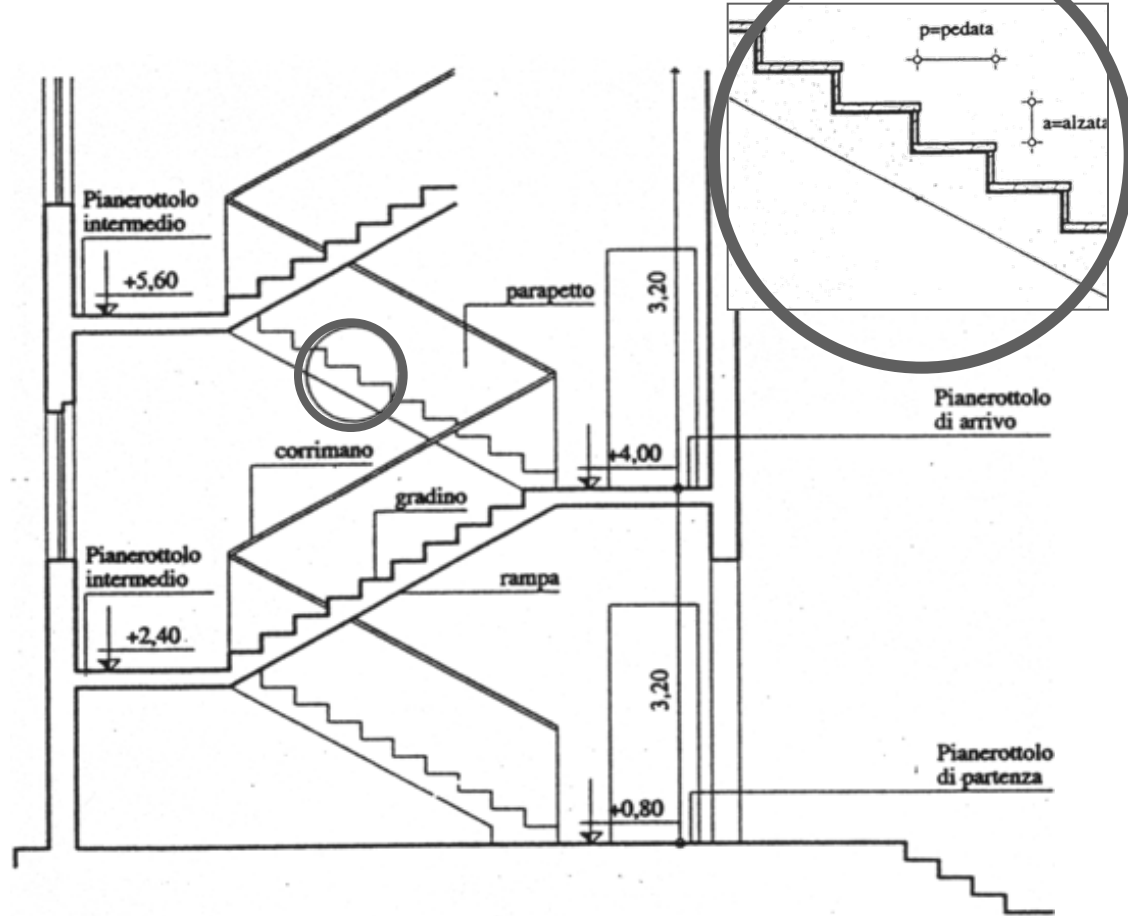 p=pedata
a=alzata
Pianerottolo
intermedio
+5,60
parapetto
3,20
Pianerottolo
di arrivo
corrimano
+4,00
gradino
Pianerottolo
intermedio
rampa
+2,40
3,20
Pianerottolo
di partenza
+0,80